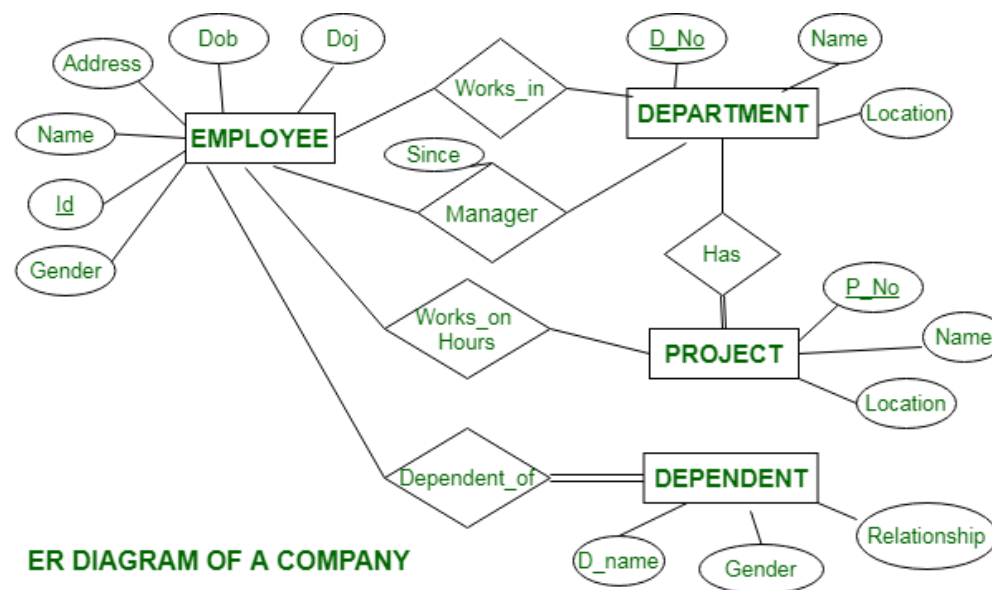 Dob
Doj
D_No
Name
Address
Works_in
DEPARTMENT
Location
Name
EMPLOYEE
Since
Id
Manager
Gender
Has
P_No
Works_on
Hours
PROJECT
Name
Location
Dependent_of
DEPENDENT
Relationship
D_name
Gender
ER DIAGRAM OF A COMPANY